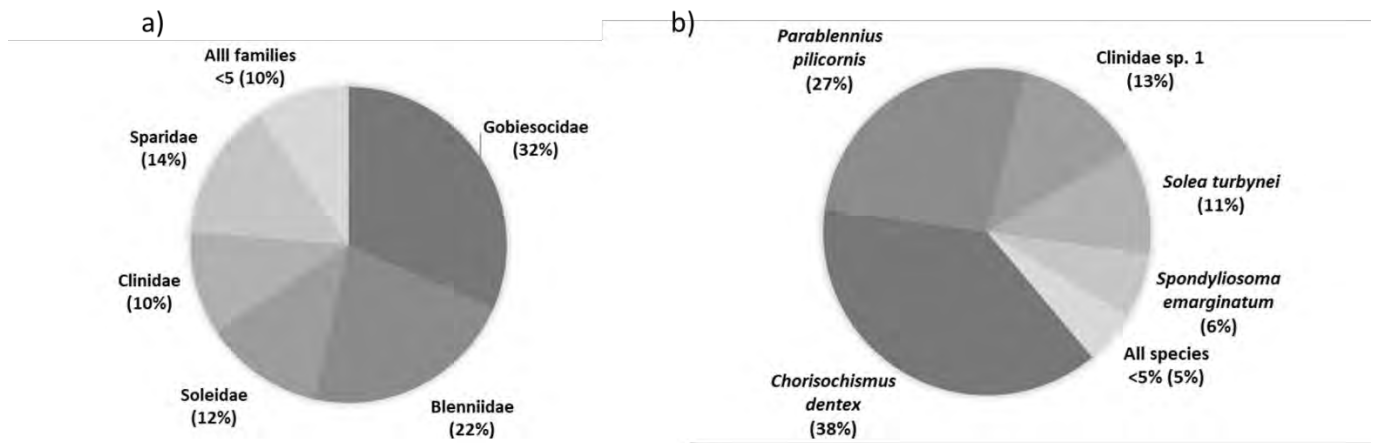 a)
Alll families
<5 (10%)
Gobiesocidae
(32%)
Sparidae
(14%)
Clinidae
(10%)
Soleidae
(12%)
Blenniidae
(22%)
b)
Parablennius
pilicornis
(27%)
Clinidae sp. 1
(13%)
Solea turbynei
(11%)
Spondyliosoma
emarginatum
(6%)
All species
<5% (5%)
Chorisochismus
dentex
(38%)